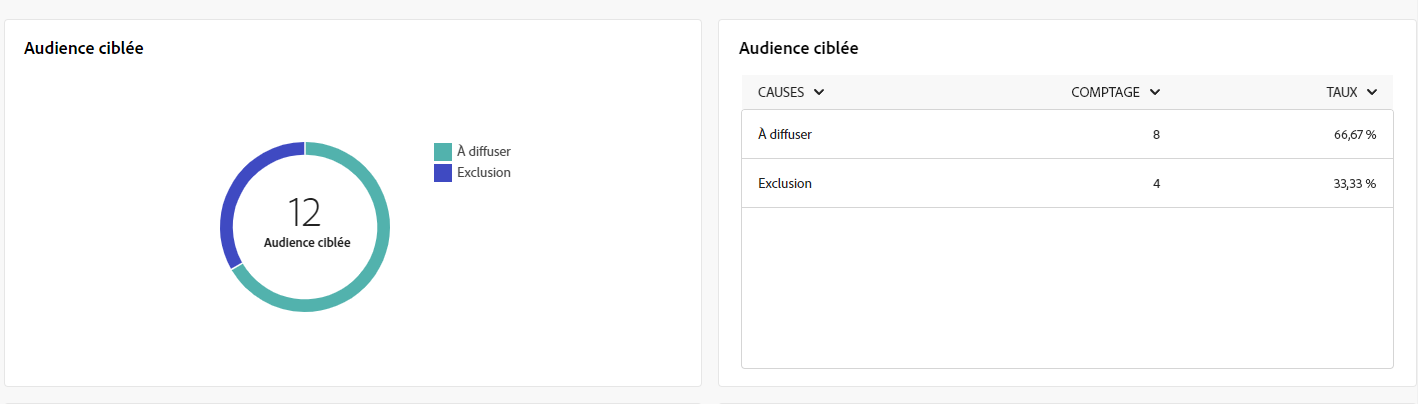 Audience ciblée
12
Audience ciblée
À diffuser
Exclusion
Audience ciblée
CAUSES COMPTAGE TAUX
À diffuser 8 66,67 %
Exclusion 4 33,33 %